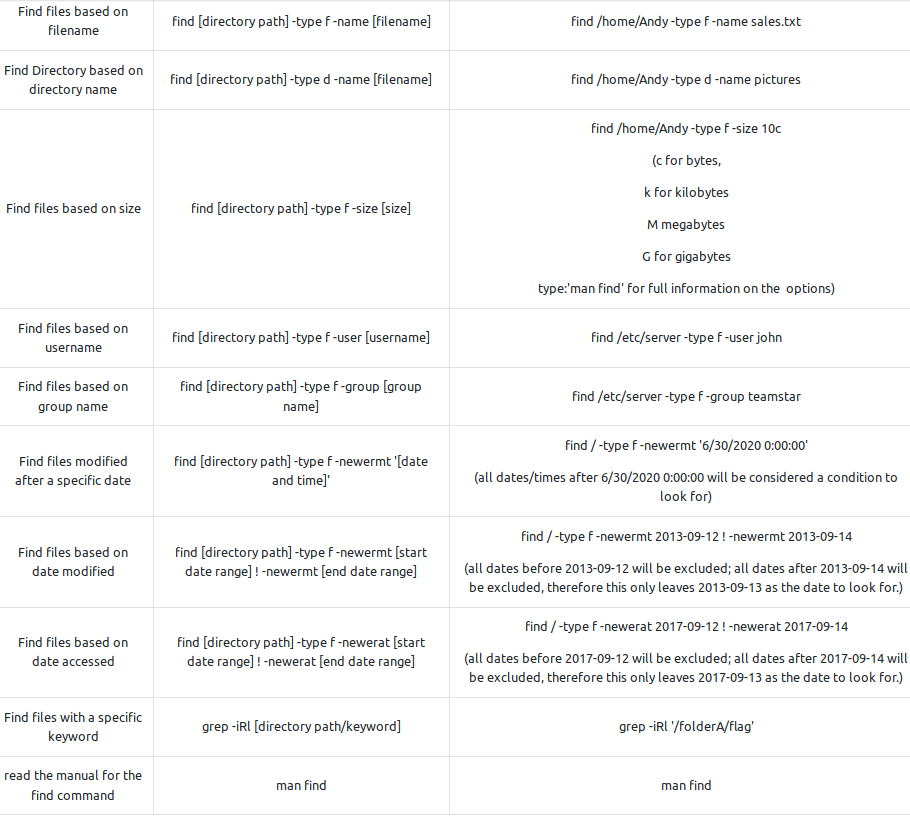 Find files based on
filename
find [directory path] -type f -name [filename]
find /home/Andy -type f -name sales.txt
Find Directory based on
directory name
find [directory path] -type d -name [filename]
find /home/Andy -type d -name pictures
Find files based on size
find [directory path] -type f -size [size]
find /home/Andy -type f -size 10c
(c for bytes,
k for kilobytes
M megabytes
G for gigabytes
type:'man find' for full information on the  options)
Find files based on
username
find [directory path] -type f -user [username]
find /etc/server -type f -user john
Find files based on
group name
find [directory path] -type f -group [group
name]
find /etc/server -type f -group teamstar
Find files modified
after a specific date
find [directory path] -type f -newermt '[date
and time]'
find / -type f -newermt '6/30/2020 0:00:00'
(all dates/times after 6/30/2020 0:00:00 will be considered a condition to
look for)
Find files based on
date modified
find [directory path] -type f -newermt [start
date range] ! -newermt [end date range]
find / -type f -newermt 2013-09-12 ! -newermt 2013-09-14
(all dates before 2013-09-12 will be excluded; all dates after 2013-09-14 will
be excluded, therefore this only leaves 2013-09-13 as the date to look for.)
Find files based on
date accessed
find [directory path] -type f -newerat [start
date range] ! -newerat [end date range]
find / -type f -newerat 2017-09-12 ! -newerat 2017-09-14
(all dates before 2017-09-12 will be excluded; all dates after 2017-09-14 will
be excluded, therefore this only leaves 2017-09-13 as the date to look for.)
Find files with a specific
keyword
grep -iRl [directory path/keyword]
grep -iRl '/folderA/flag'
read the manual for the
find command
man find
man find